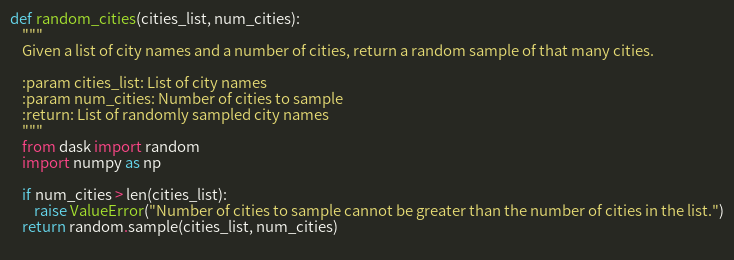 def random_cities(cities_list, num_cities):
    """
    Given a list of city names and a number of cities, return a random sample of that many cities.

    :param cities_list: List of city names
    :param num_cities: Number of cities to sample
    :return: List of randomly sampled city names
    """
    from dask import random
    import numpy as np

    if num_cities > len(cities_list):
        raise ValueError("Number of cities to sample cannot be greater than the number of cities in the list.")
    return random.sample(cities_list, num_cities)